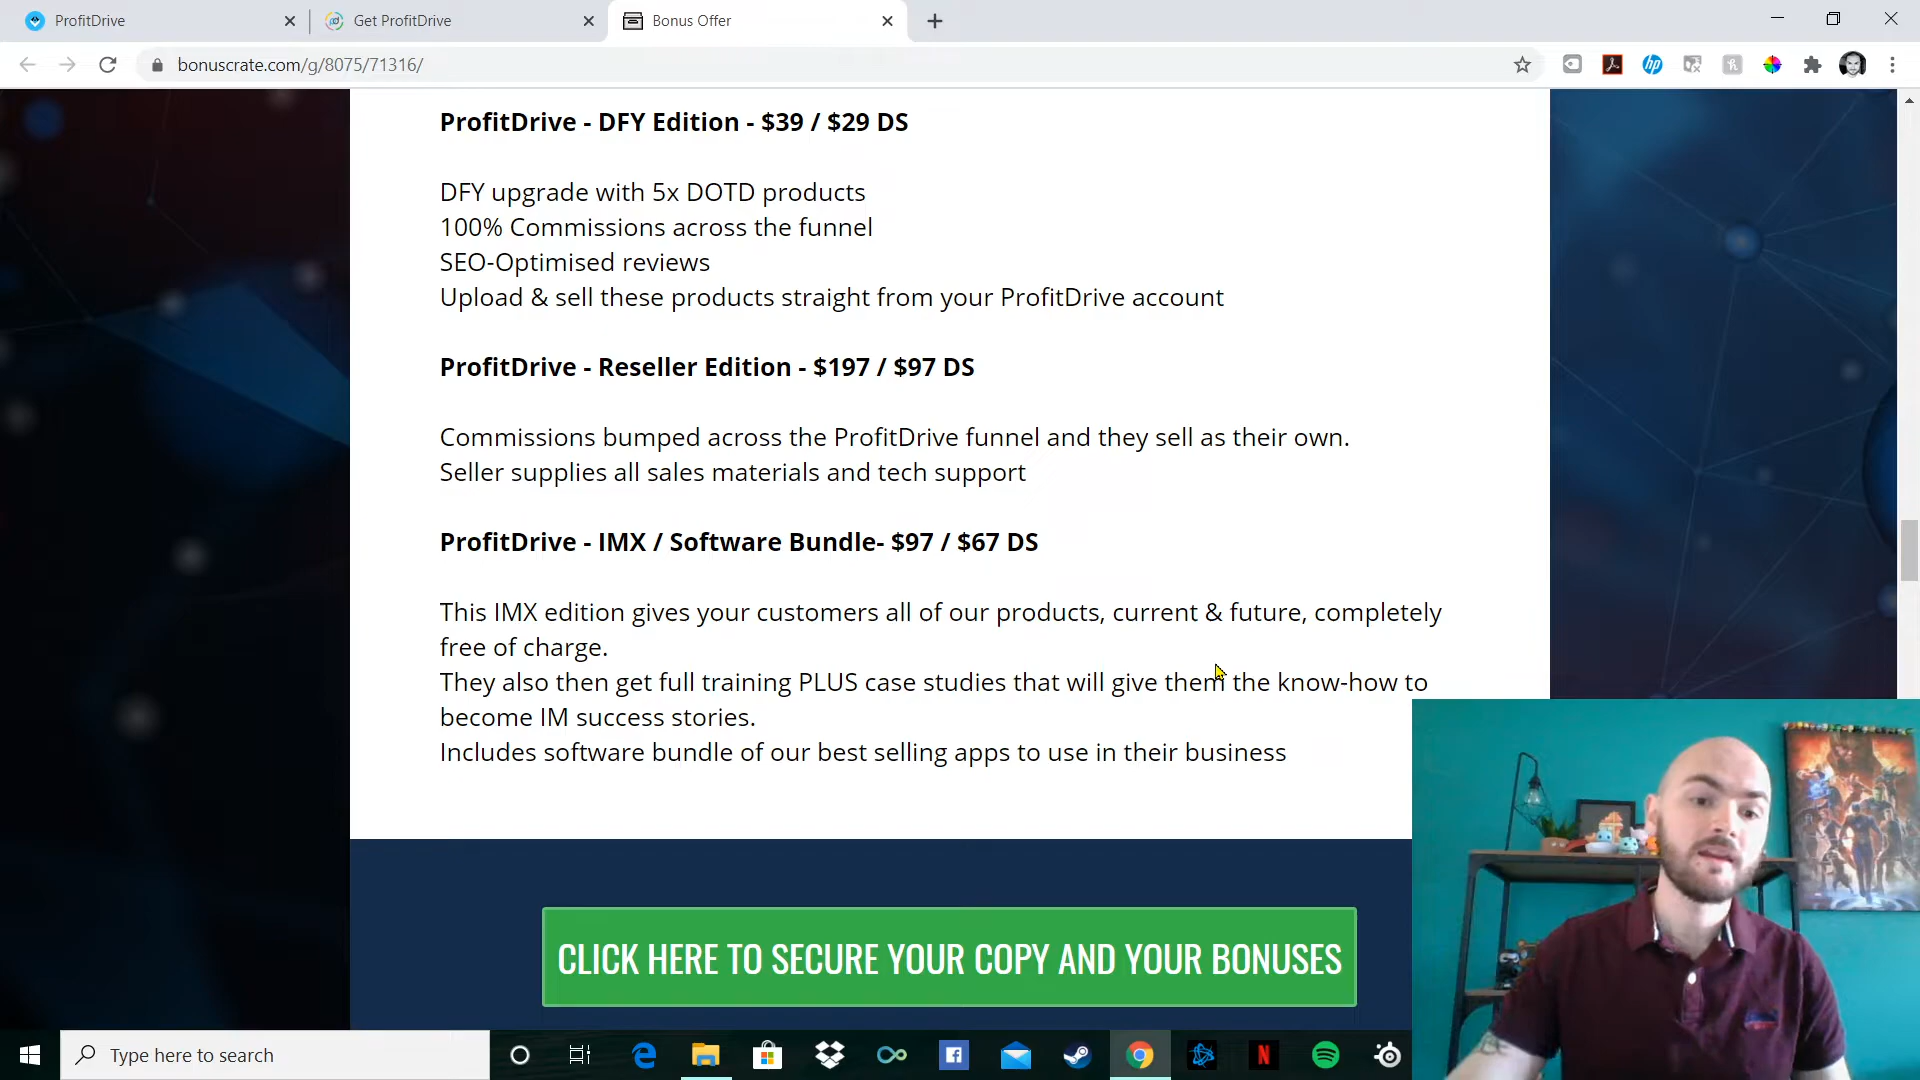 ProfitDrive
Get ProfitDrive
Bonus Offer
bonuscrate.com/g/8075/71316/
ProfitDrive - DFY Edition - $39 / $29 DS
DFY upgrade with 5x DOTD products
100% Commissions across the funnel
SEO-Optimised reviews
Upload & sell these products straight from your ProfitDrive account
ProfitDrive - Reseller Edition - $197 / $97 DS
Commissions bumped across the ProfitDrive funnel and they sell as their own.
Seller supplies all sales materials and tech support
ProfitDrive - IMX / Software Bundle- $97 / $67 DS
This IMX edition gives your customers all of our products, current & future, completely
free of charge.
They also then get full training PLUS case studies that will give them the know-how to
become IM success stories.
Includes software bundle of our best selling apps to use in their business
CLICK HERE TO SECURE YOUR COPY AND YOUR BONUSES
Type here to search